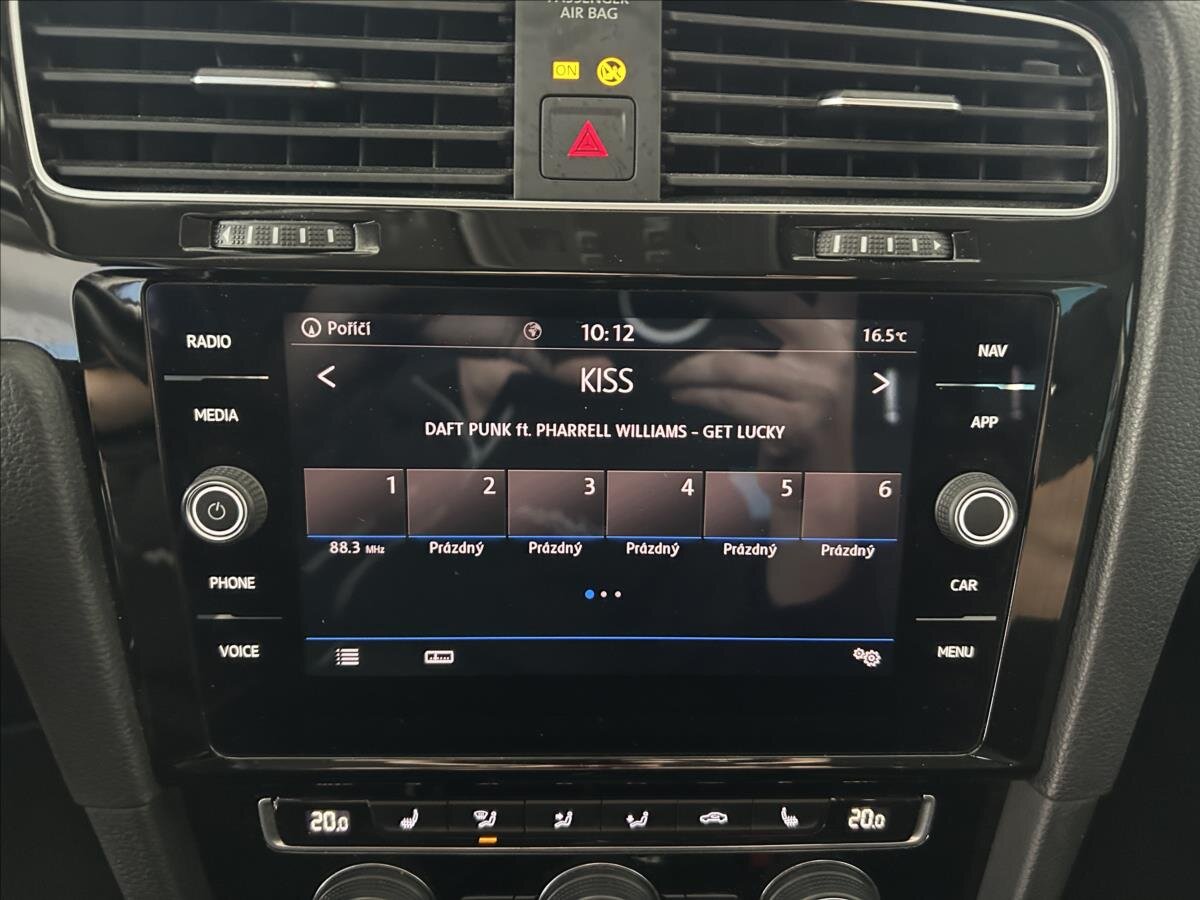 PASSENGER
AIR BAG
ON
RADIO
MEDIA
PHONE
VOICE
Poříčí
10:12
16.5°C
< KISS >
DAFT PUNK ft. PHARRELL WILLIAMS - GET LUCKY
1 2 3 4 5 6
88.3 MHz Prázdný Prázdný Prázdný Prázdný Prázdný
NAV
APP
CAR
MENU
20.0
20.0